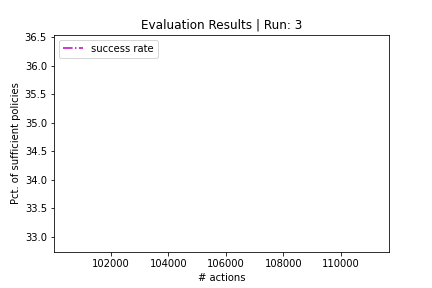 Evaluation Results | Run: 3
success rate
Pct. of sufficient policies
36.5
36.0
35.5
35.0
34.5
34.0
33.5
33.0
102000 104000 106000 108000 110000
# actions